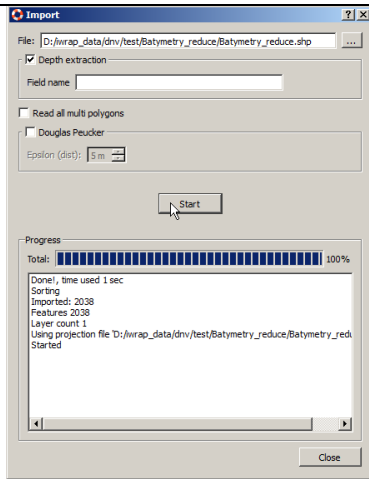 Import
File: D:/iwrap_data/dnv/test/Batymetry_reduce/Batymetry_reduce.shp ...
Depth extraction
Field name
Read all multi polygons
Douglas Peucker
Epsilon (dist): 5 m
Start
Progress
Total: 100%
Done!, time used 1 sec
Sorting
Imported: 2038
Features 2038
Layer count 1
Using projection file 'D:/iwrap_data/dnv/test/Batymetry_reduce/Batymetry_redu
Started
Close